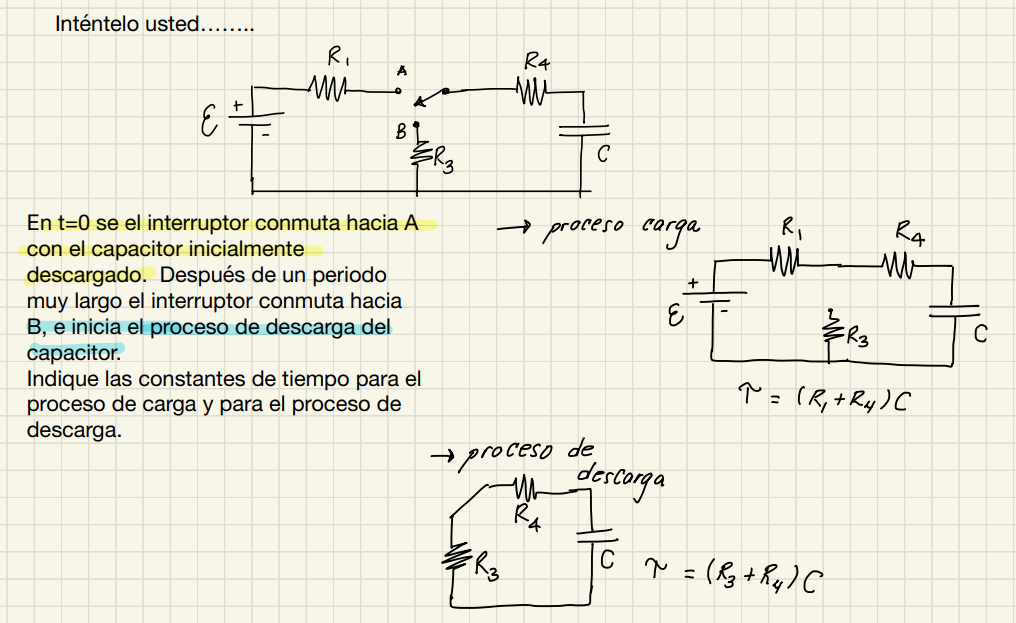 Inténtelo usted........
R1
A
R4
ε
+
-
B
R3
C
En t=0 se el interruptor conmuta hacia A
con el capacitor inicialmente
descargado. Después de un periodo
muy largo el interruptor conmuta hacia
B, e inicia el proceso de descarga del
capacitor.
Indique las constantes de tiempo para el
proceso de carga y para el proceso de
descarga.
→ proceso carga
R1
R4
+
-
ε
R3
C
τ = (R1 + R4) C
→ proceso de
descarga
R4
R3
C
τ = (R3 + R4) C